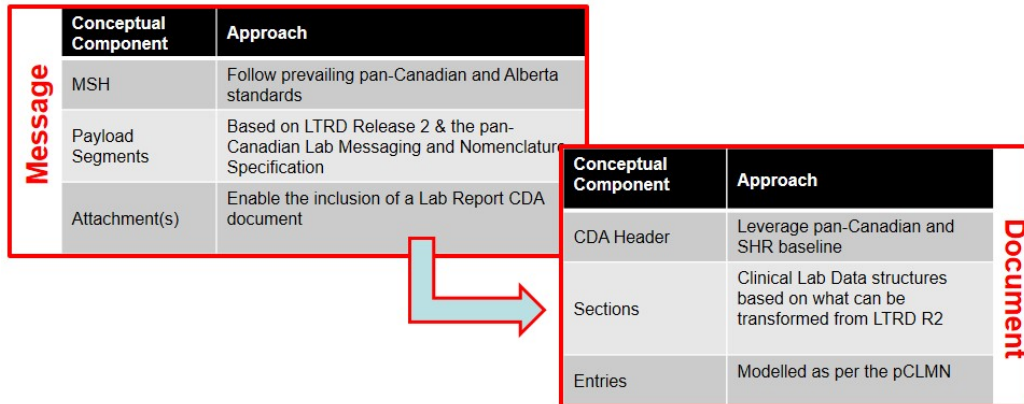 Message
Conceptual
Component
Approach
MSH
Follow prevailing pan-Canadian and Alberta
standards
Payload
Segments
Based on LTRD Release 2 & the pan-
Canadian Lab Messaging and Nomenclature
Specification
Attachment(s)
Enable the inclusion of a Lab Report CDA
document
Conceptual
Component
Approach
CDA Header
Leverage pan-Canadian and
SHR baseline
Sections
Clinical Lab Data structures
based on what can be
transformed from LTRD R2
Entries
Modelled as per the pCLMN
Document